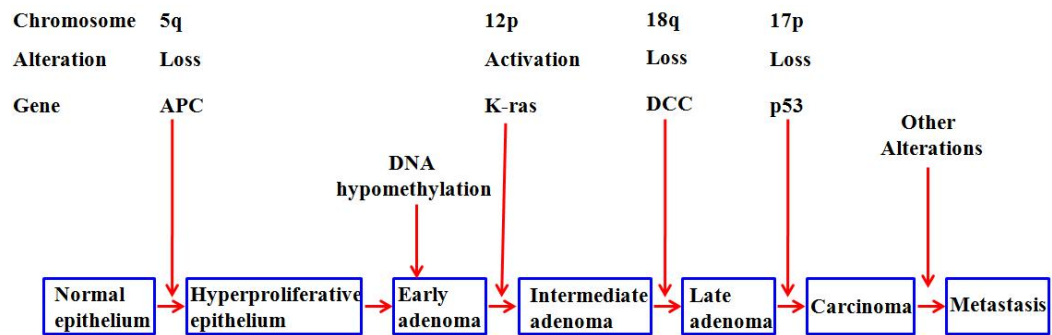 Chromosome 5q 12p 18q 17p
Alteration Loss Activation Loss Loss
Gene APC K-ras DCC p53
Other
Alterations
DNA
hypomethylation
Normal
epithelium
Hyperproliferative
epithelium
Early
adenoma
Intermediate
adenoma
Late
adenoma
Carcinoma
Metastasis